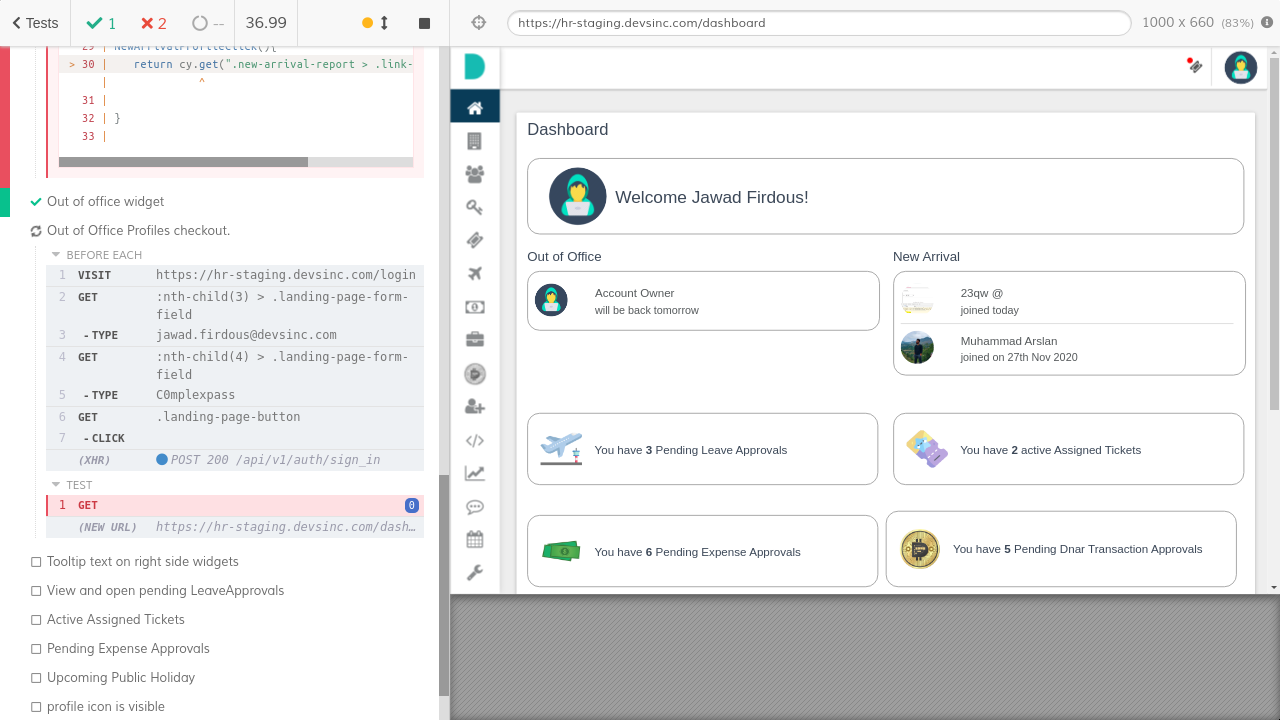 Tests
1
2
--
36.99
https://hr-staging.devsinc.com/dashboard
1000 x 660 (83%)
29 | NewArrivalProfileClick(){
> 30 | return cy.get(".new-arrival-report > .link-
| ^
31 |
32 | }
33 |
Out of office widget
Out of Office Profiles checkout.
BEFORE EACH
1 VISIT https://hr-staging.devsinc.com/login
2 GET :nth-child(3) > .landing-page-form-
field
3 -TYPE jawad.firdous@devsinc.com
4 GET :nth-child(4) > .landing-page-form-
field
5 -TYPE C0mplexpass
6 GET .landing-page-button
7 -CLICK
(XHR) POST 200 /api/v1/auth/sign_in
TEST
1 GET 0
(NEW URL) https://hr-staging.devsinc.com/dash…
Tooltip text on right side widgets
View and open pending LeaveApprovals
Active Assigned Tickets
Pending Expense Approvals
Upcoming Public Holiday
profile icon is visible
Dashboard
Welcome Jawad Firdous!
Out of Office
Account Owner
will be back tomorrow
New Arrival
23qw @
joined today
Muhammad Arslan
joined on 27th Nov 2020
You have 3 Pending Leave Approvals
You have 2 active Assigned Tickets
You have 6 Pending Expense Approvals
You have 5 Pending Dnar Transaction Approvals